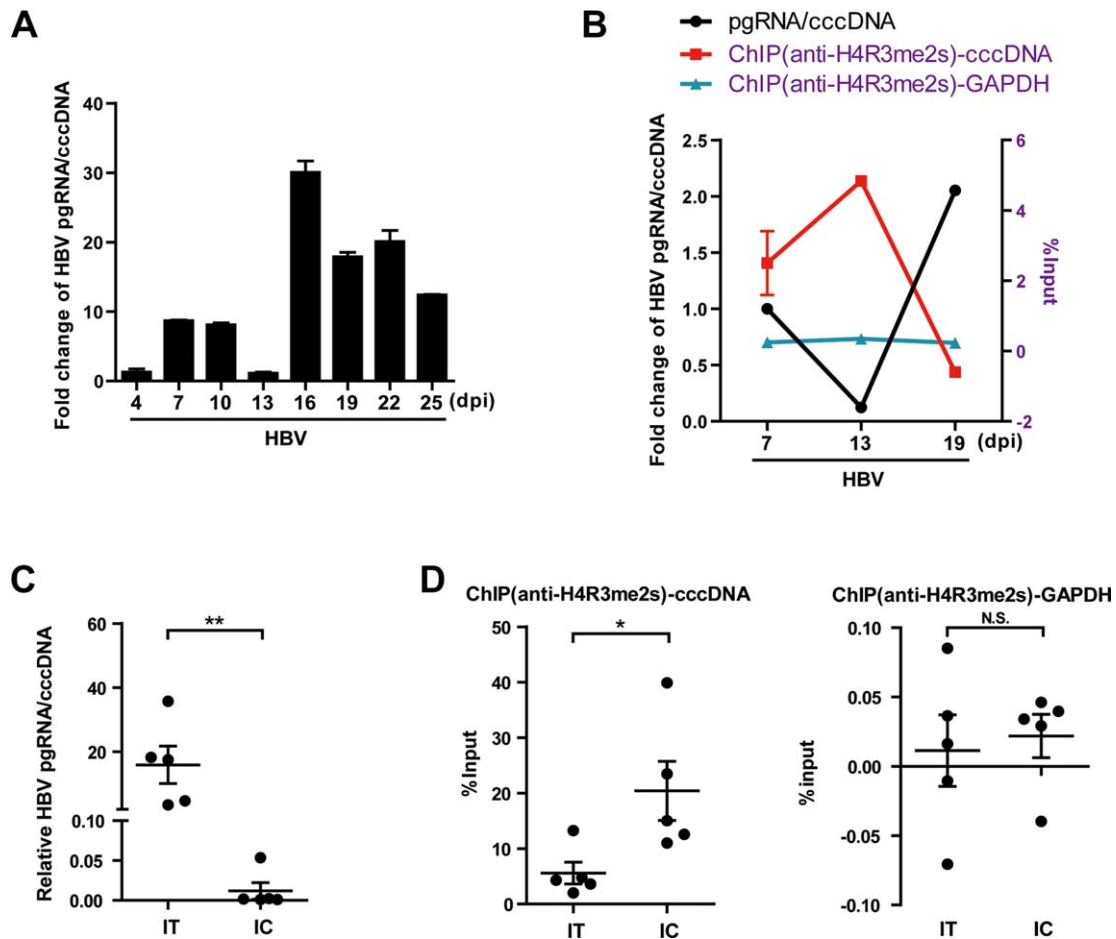 A
Fold change of HBV pgRNA/cccDNA
40
30
20
10
0
4 7 10 13 16 19 22 25 (dpi)
HBV
B
pgRNA/cccDNA
ChIP(anti-H4R3me2s)-cccDNA
ChIP(anti-H4R3me2s)-GAPDH
Fold change of HBV pgRNA/cccDNA
2.5
2.0
1.5
1.0
0.5
0.0
6
4
2
0
-2
%Input
7 13 19 (dpi)
HBV
C
Relative HBV pgRNA/cccDNA
60
40
20
0.10
0.05
0.00
**
IT IC
D
ChIP(anti-H4R3me2s)-cccDNA
%Input
50
40
30
20
10
0
*
IT IC
ChIP(anti-H4R3me2s)-GAPDH
%input
0.10
0.05
0.00
-0.05
-0.10
N.S.
IT IC